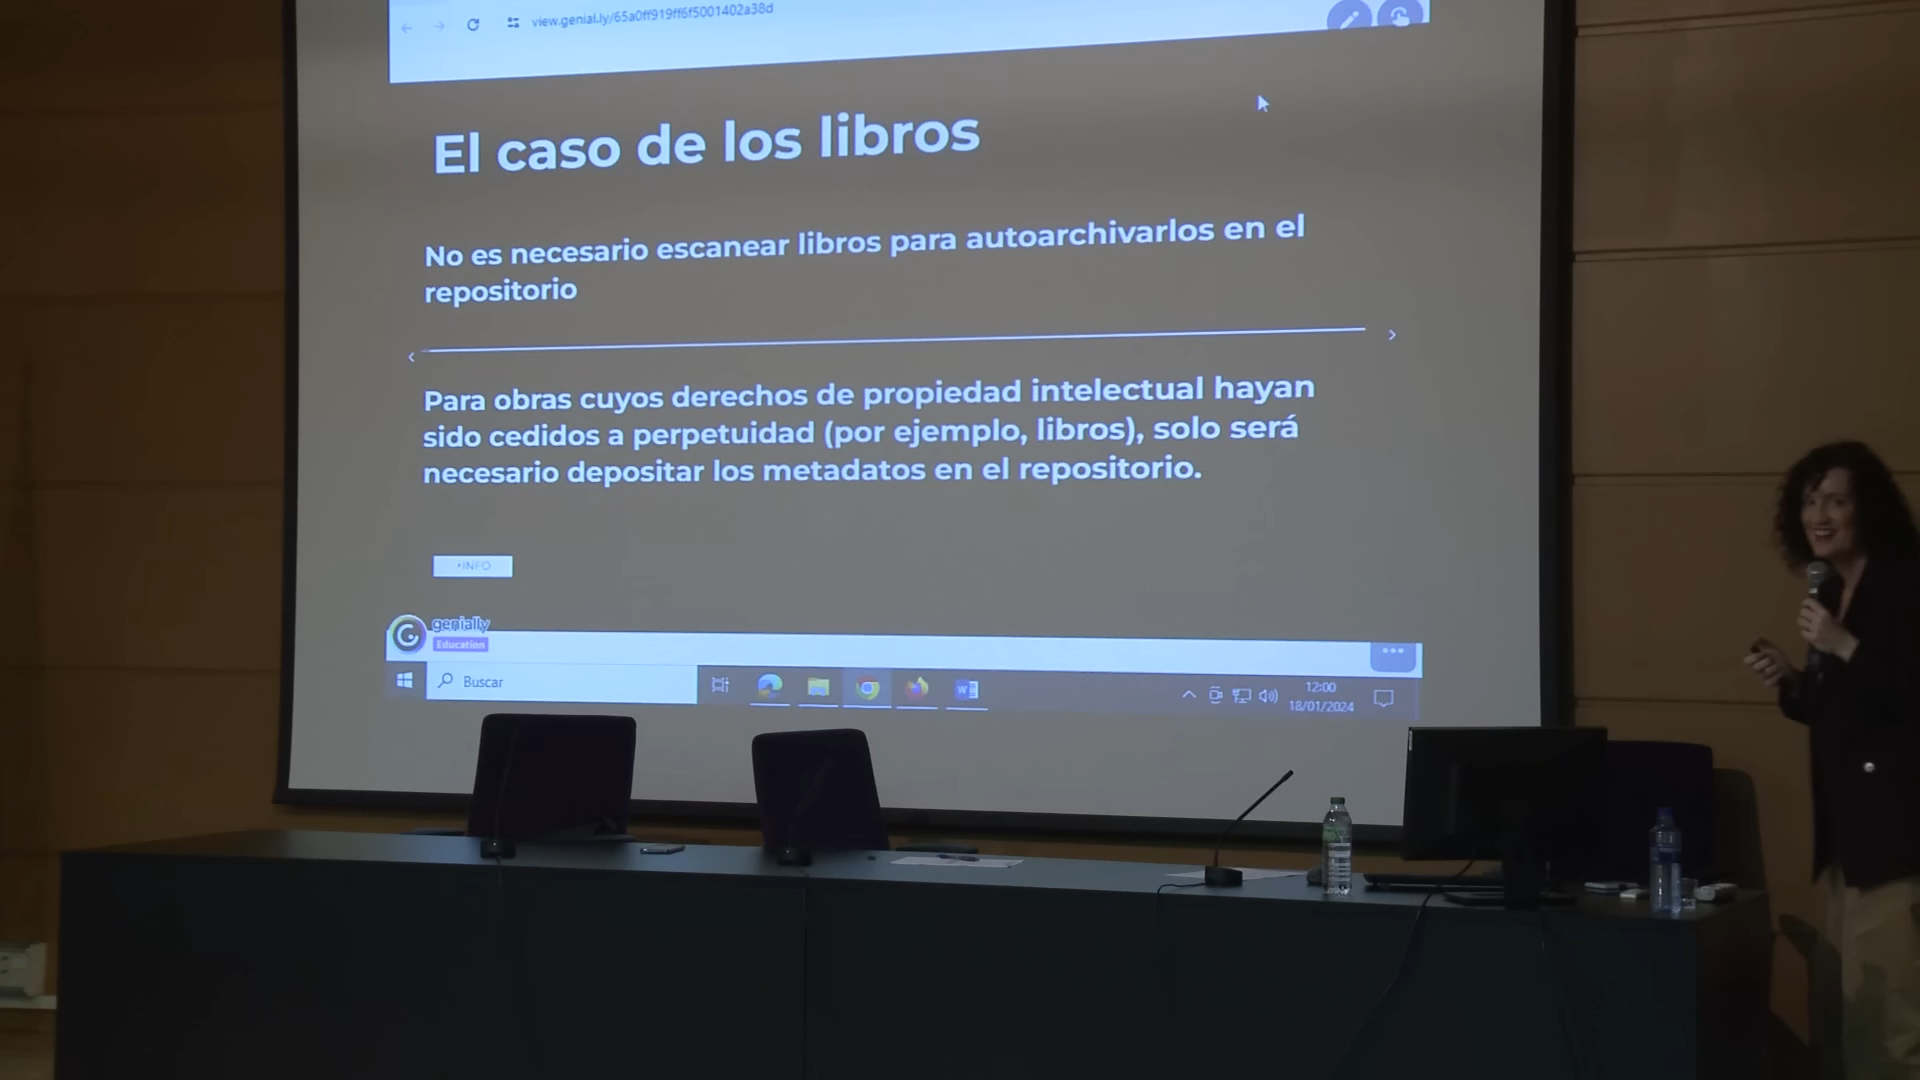 view.genial.ly/65a0ff919ff6f5001402a38d
El caso de los libros
No es necesario escanear libros para autoarchivarlos en el
repositorio
Para obras cuyos derechos de propiedad intelectual hayan
sido cedidos a perpetuidad (por ejemplo, libros), solo será
necesario depositar los metadatos en el repositorio.
+INFO
genially
Education
Buscar
12:00
18/01/2024